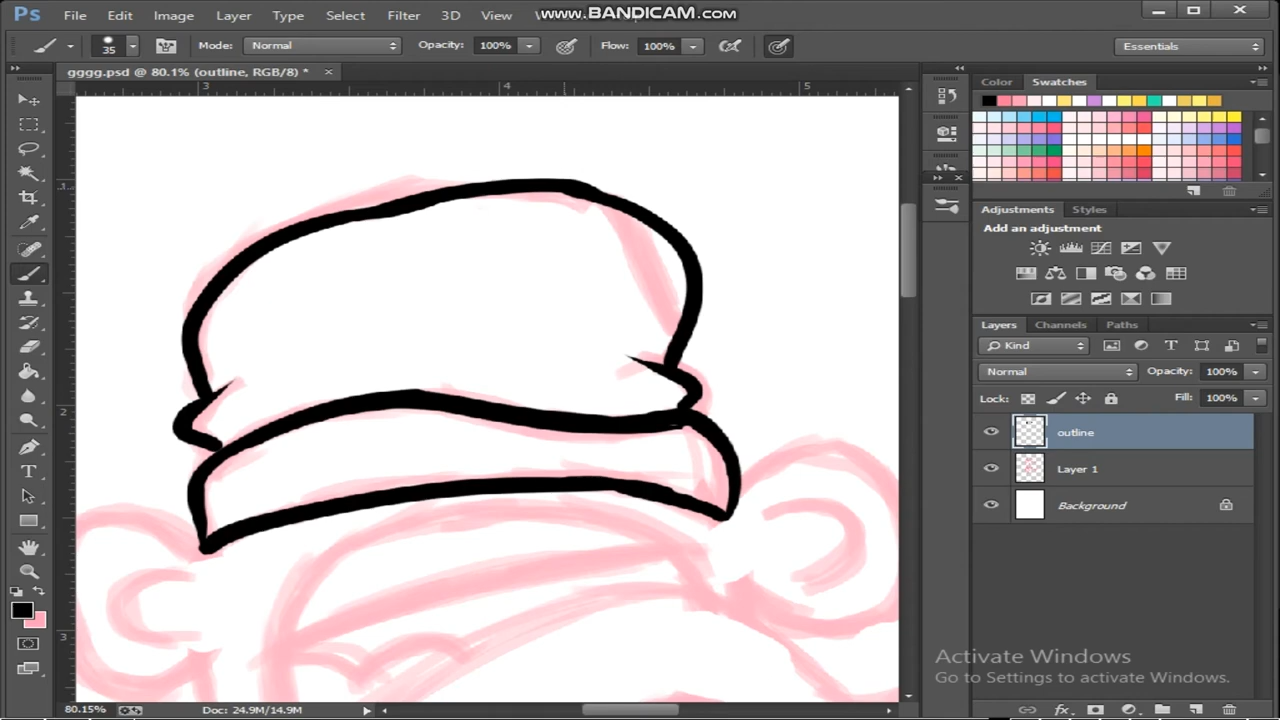 www.BANDICAM.com
Ps File Edit Image Layer Type Select Filter 3D View
35 Mode: Normal Opacity: 100% Flow: 100% Essentials
gggg.psd @ 80.1% (outline, RGB/8) * ×
3 4 5
1
2
3
Color Swatches
Adjustments Styles
Add an adjustment
Layers Channels Paths
Kind
Normal Opacity: 100%
Lock: Fill: 100%
outline
Layer 1
Background
Activate Windows
Go to Settings to activate Windows.
80.15% Doc: 24.9M/14.9M